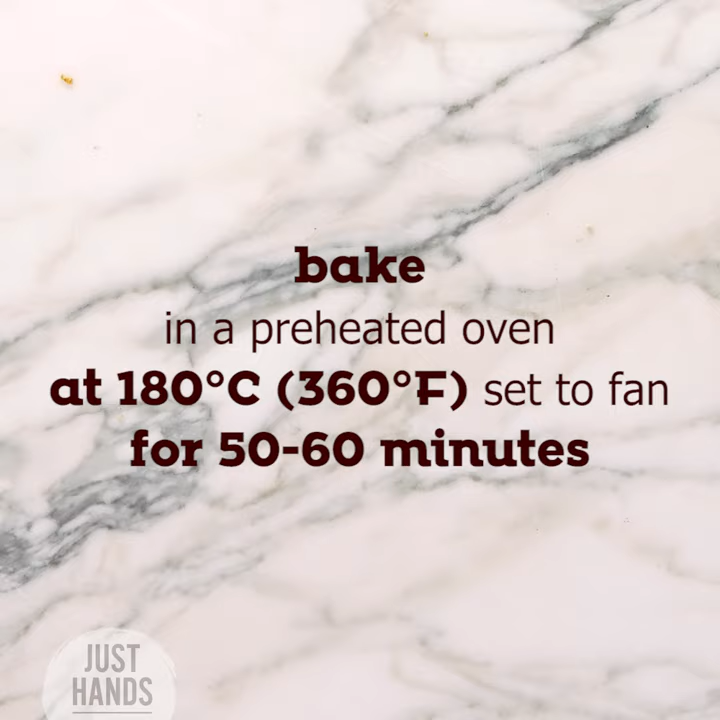 bake
in a preheated oven
at 180°C (360°F) set to fan
for 50-60 minutes
JUST
HANDS